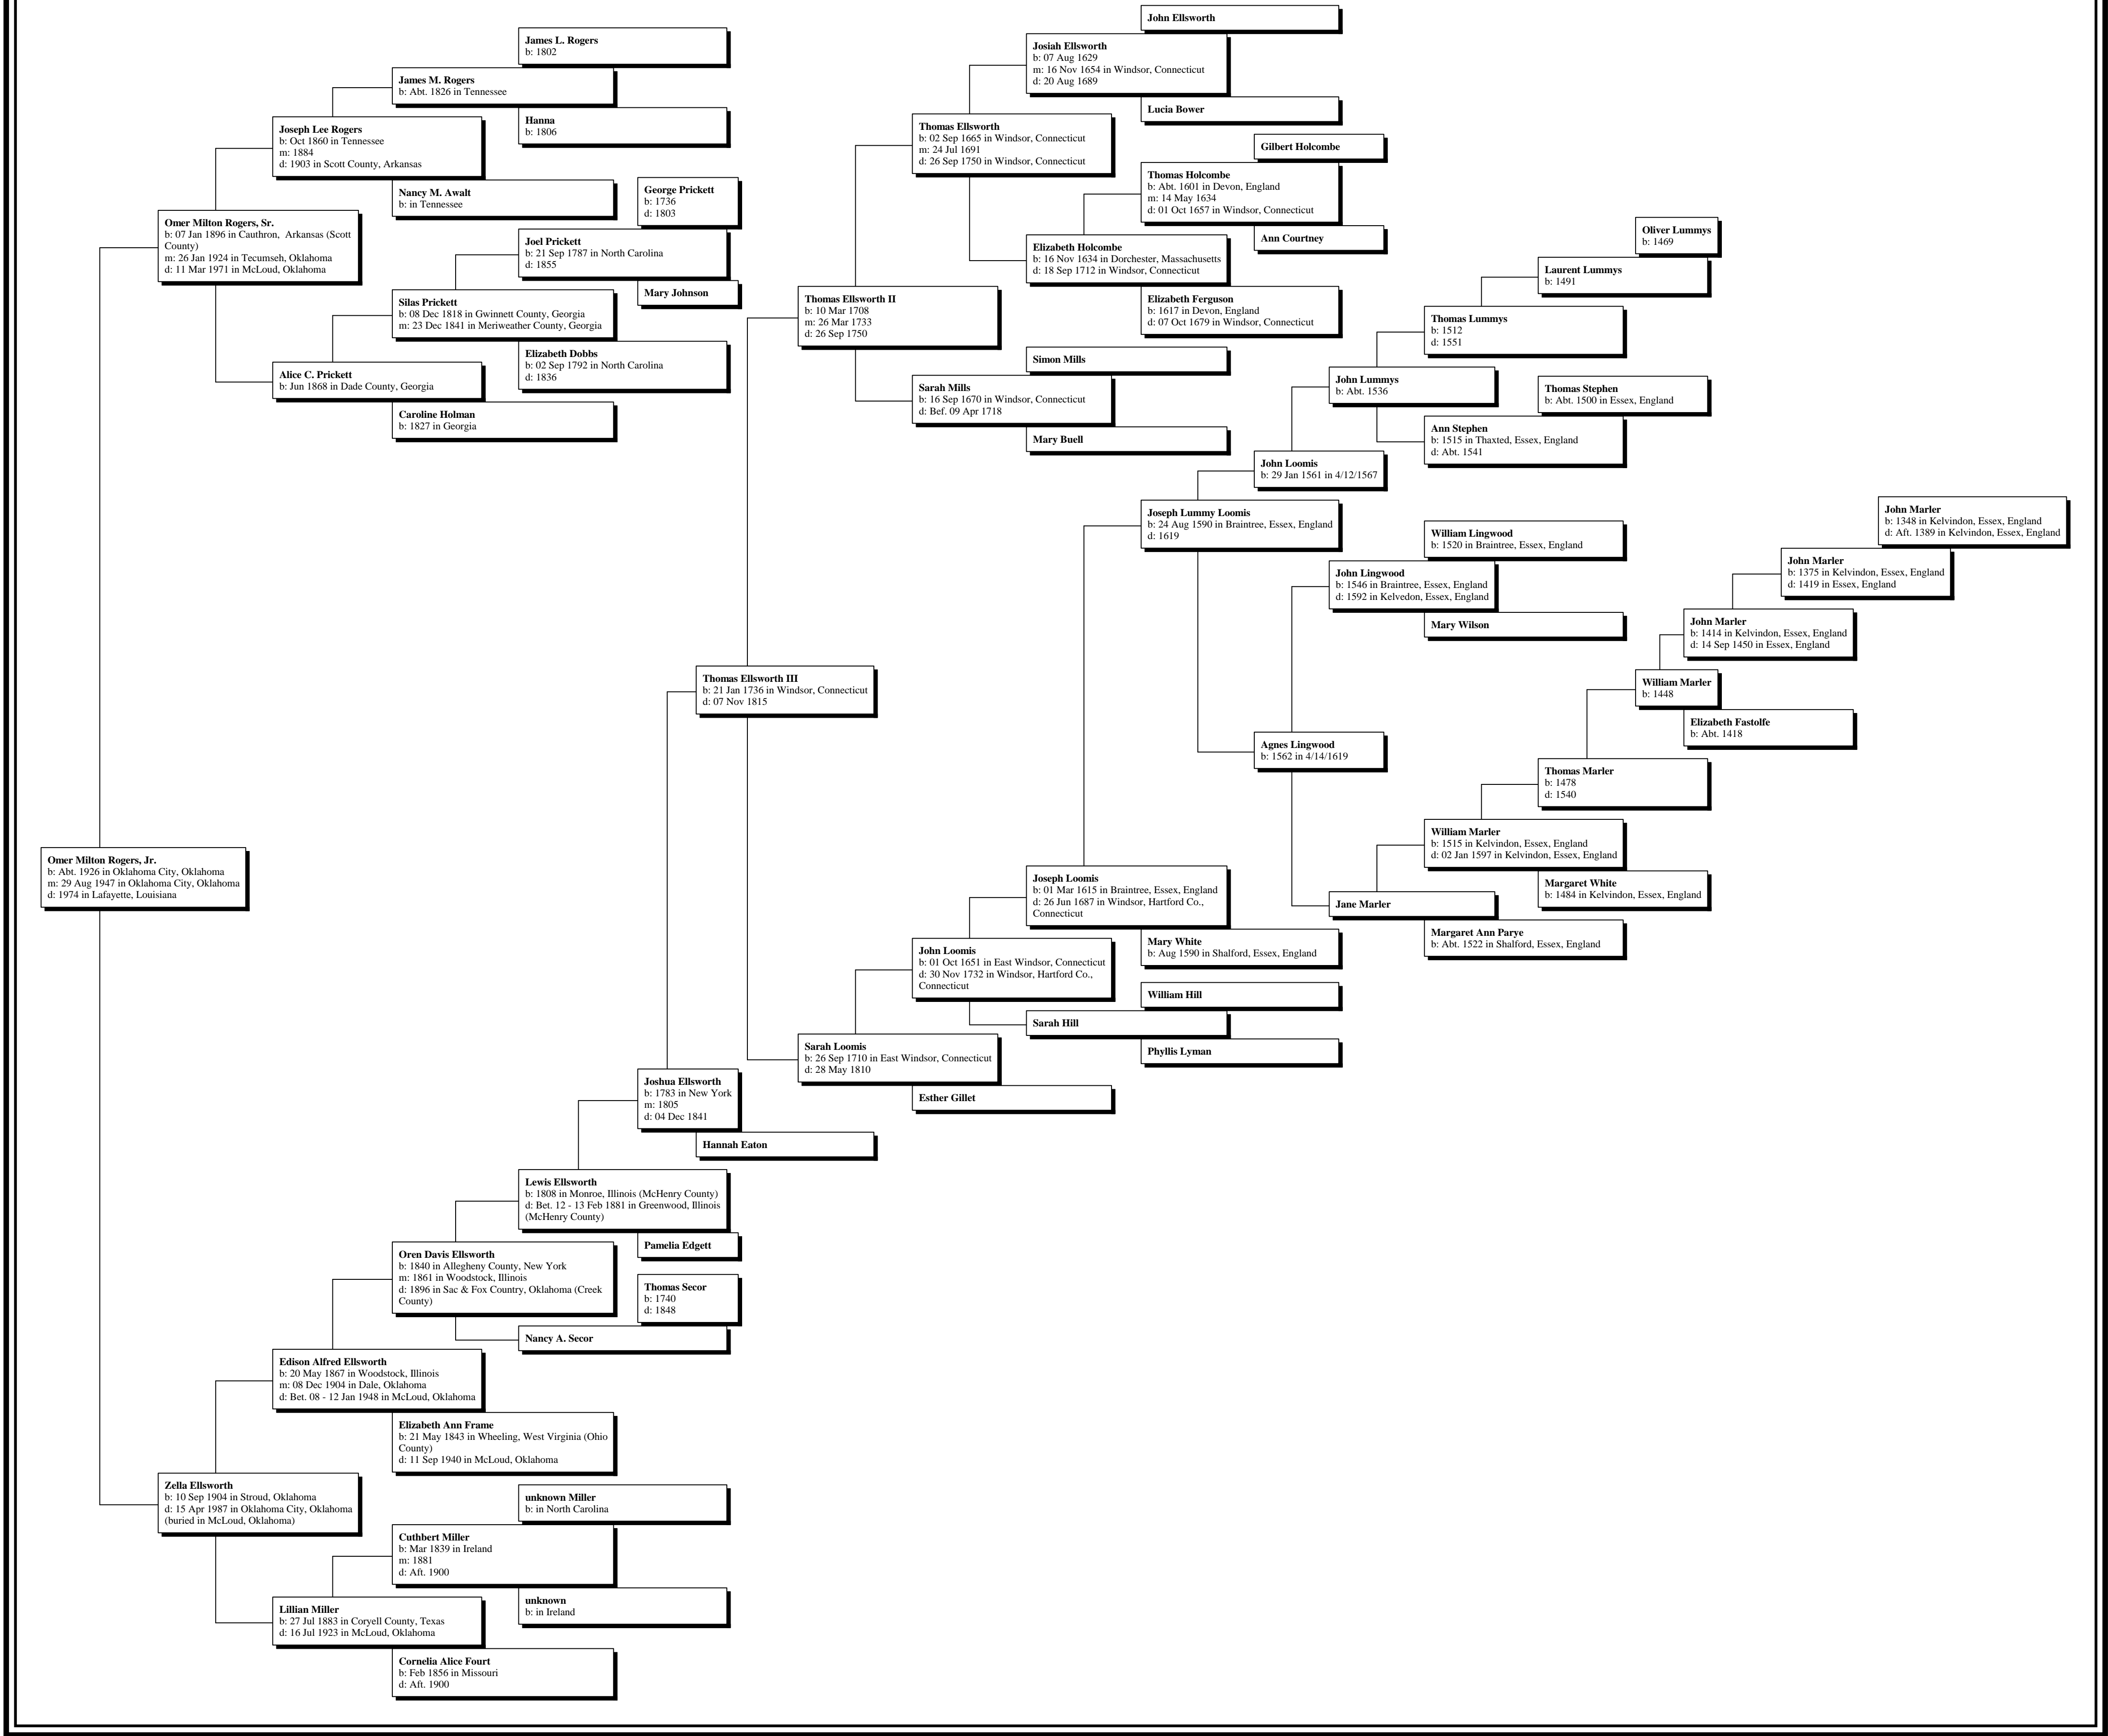 John Ellsworth
James L. Rogers
b: 1802
Josiah Ellsworth
b: 07 Aug 1629
m: 16 Nov 1654 in Windsor, Connecticut
d: 20 Aug 1689
James M. Rogers
b: Abt. 1826 in Tennessee
Lucia Bower
Hanna
b: 1806
Joseph Lee Rogers
b: Oct 1860 in Tennessee
m: 1884
d: 1903 in Scott County, Arkansas
Thomas Ellsworth
b: 02 Sep 1665 in Windsor, Connecticut
m: 24 Jul 1691
d: 26 Sep 1750 in Windsor, Connecticut
Gilbert Holcombe
Thomas Holcombe
b: Abt. 1601 in Devon, England
m: 14 May 1634
d: 01 Oct 1657 in Windsor, Connecticut
Nancy M. Awalt
b: in Tennessee
George Prickett
b: 1736
d: 1803
Omer Milton Rogers, Sr.
b: 07 Jan 1896 in Cauthron,  Arkansas (Scott
County)
m: 26 Jan 1924 in Tecumseh, Oklahoma
d: 11 Mar 1971 in McLoud, Oklahoma
Oliver Lummys
b: 1469
Joel Prickett
b: 21 Sep 1787 in North Carolina
d: 1855
Ann Courtney
Elizabeth Holcombe
b: 16 Nov 1634 in Dorchester, Massachusetts
d: 18 Sep 1712 in Windsor, Connecticut
Laurent Lummys
b: 1491
Mary Johnson
Silas Prickett
b: 08 Dec 1818 in Gwinnett County, Georgia
m: 23 Dec 1841 in Meriweather County, Georgia
Thomas Ellsworth II
b: 10 Mar 1708
m: 26 Mar 1733
d: 26 Sep 1750
Elizabeth Ferguson
b: 1617 in Devon, England
d: 07 Oct 1679 in Windsor, Connecticut
Thomas Lummys
b: 1512
d: 1551
Elizabeth Dobbs
b: 02 Sep 1792 in North Carolina
d: 1836
Simon Mills
Alice C. Prickett
b: Jun 1868 in Dade County, Georgia
Sarah Mills
b: 16 Sep 1670 in Windsor, Connecticut
d: Bef. 09 Apr 1718
John Lummys
b: Abt. 1536
Thomas Stephen
b: Abt. 1500 in Essex, England
Caroline Holman
b: 1827 in Georgia
Ann Stephen
b: 1515 in Thaxted, Essex, England
d: Abt. 1541
Mary Buell
John Loomis
b: 29 Jan 1561 in 4/12/1567
Joseph Lummy Loomis
b: 24 Aug 1590 in Braintree, Essex, England
d: 1619
John Marler
b: 1348 in Kelvindon, Essex, England
d: Aft. 1389 in Kelvindon, Essex, England
William Lingwood
b: 1520 in Braintree, Essex, England
John Marler
b: 1375 in Kelvindon, Essex, England
d: 1419 in Essex, England
John Lingwood
b: 1546 in Braintree, Essex, England
d: 1592 in Kelvedon, Essex, England
John Marler
b: 1414 in Kelvindon, Essex, England
d: 14 Sep 1450 in Essex, England
Mary Wilson
Thomas Ellsworth III
b: 21 Jan 1736 in Windsor, Connecticut
d: 07 Nov 1815
William Marler
b: 1448
Elizabeth Fastolfe
b: Abt. 1418
Agnes Lingwood
b: 1562 in 4/14/1619
Thomas Marler
b: 1478
d: 1540
William Marler
b: 1515 in Kelvindon, Essex, England
d: 02 Jan 1597 in Kelvindon, Essex, England
Omer Milton Rogers, Jr.
b: Abt. 1926 in Oklahoma City, Oklahoma
m: 29 Aug 1947 in Oklahoma City, Oklahoma
d: 1974 in Lafayette, Louisiana
Joseph Loomis
b: 01 Mar 1615 in Braintree, Essex, England
d: 26 Jun 1687 in Windsor, Hartford Co.,
Connecticut
Margaret White
b: 1484 in Kelvindon, Essex, England
Jane Marler
Margaret Ann Parye
b: Abt. 1522 in Shalford, Essex, England
Mary White
b: Aug 1590 in Shalford, Essex, England
John Loomis
b: 01 Oct 1651 in East Windsor, Connecticut
d: 30 Nov 1732 in Windsor, Hartford Co.,
Connecticut
William Hill
Sarah Hill
Sarah Loomis
b: 26 Sep 1710 in East Windsor, Connecticut
d: 28 May 1810
Phyllis Lyman
Joshua Ellsworth
b: 1783 in New York
m: 1805
d: 04 Dec 1841
Esther Gillet
Hannah Eaton
Lewis Ellsworth
b: 1808 in Monroe, Illinois (McHenry County)
d: Bet. 12 - 13 Feb 1881 in Greenwood, Illinois
(McHenry County)
Pamelia Edgett
Oren Davis Ellsworth
b: 1840 in Allegheny County, New York
m: 1861 in Woodstock, Illinois
d: 1896 in Sac & Fox Country, Oklahoma (Creek
County)
Thomas Secor
b: 1740
d: 1848
Nancy A. Secor
Edison Alfred Ellsworth
b: 20 May 1867 in Woodstock, Illinois
m: 08 Dec 1904 in Dale, Oklahoma
d: Bet. 08 - 12 Jan 1948 in McLoud, Oklahoma
Elizabeth Ann Frame
b: 21 May 1843 in Wheeling, West Virginia (Ohio
County)
d: 11 Sep 1940 in McLoud, Oklahoma
Zella Ellsworth
b: 10 Sep 1904 in Stroud, Oklahoma
d: 15 Apr 1987 in Oklahoma City, Oklahoma
(buried in McLoud, Oklahoma)
unknown Miller
b: in North Carolina
Cuthbert Miller
b: Mar 1839 in Ireland
m: 1881
d: Aft. 1900
unknown
b: in Ireland
Lillian Miller
b: 27 Jul 1883 in Coryell County, Texas
d: 16 Jul 1923 in McLoud, Oklahoma
Cornelia Alice Fourt
b: Feb 1856 in Missouri
d: Aft. 1900